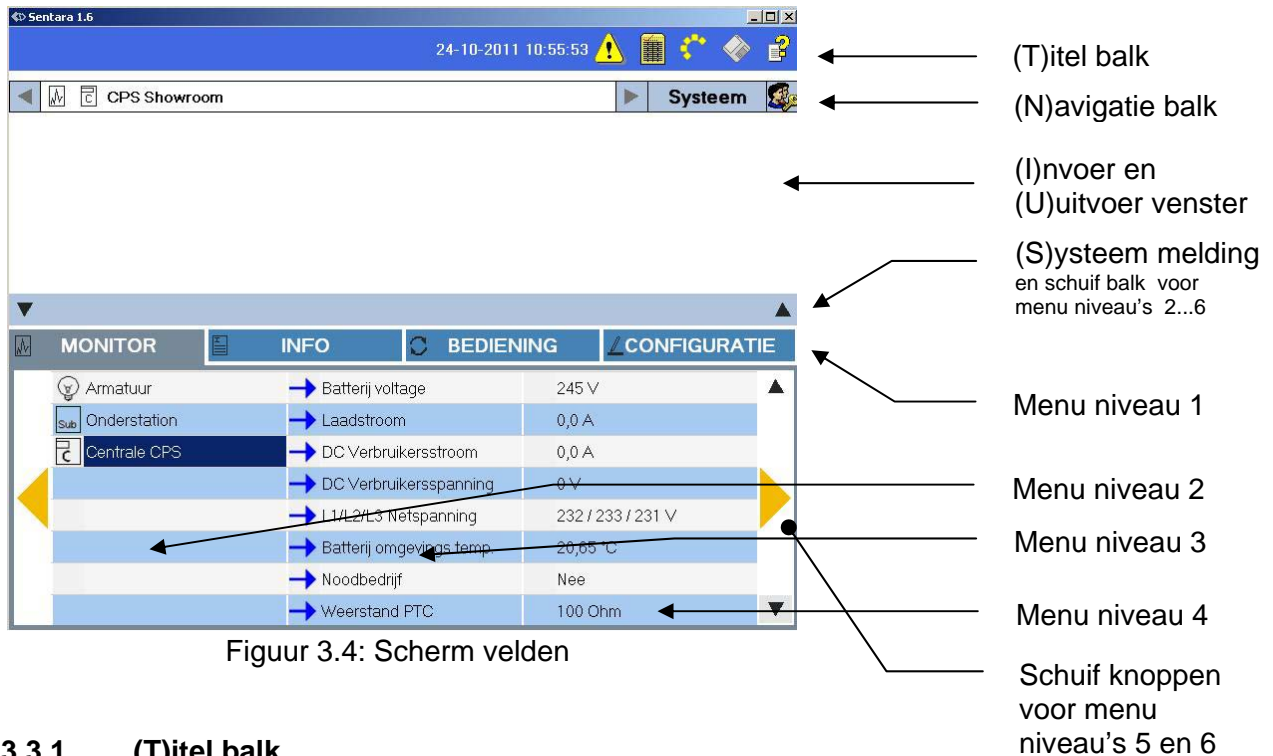 Sentara 1.6
24-10-2011 10:55:53
(T)itel balk
CPS Showroom
Systeem
(N)avigatie balk
(I)nvoer en
(U)uitvoer venster
(S)ysteem melding
en schuif balk voor
menu niveau's 2...6
MONITOR
INFO
BEDIENING
CONFIGURATIE
Menu niveau 1
Armatuur
Batterij voltage
245 V
Sub
Onderstation
Laadstroom
0,0 A
C
Centrale CPS
DC Verbruikersstroom
0,0 A
DC Verbruikersspanning
0 V
Menu niveau 2
L1/L2/L3 Netspanning
232 / 233 / 231 V
Batterij omgevings temp.
20,65 °C
Menu niveau 3
Noodbedrijf
Nee
Weerstand PTC
100 Ohm
Menu niveau 4
Figuur 3.4: Scherm velden
Schuif knoppen
voor menu
niveau's 5 en 6
3.3.1 (T)itel balk